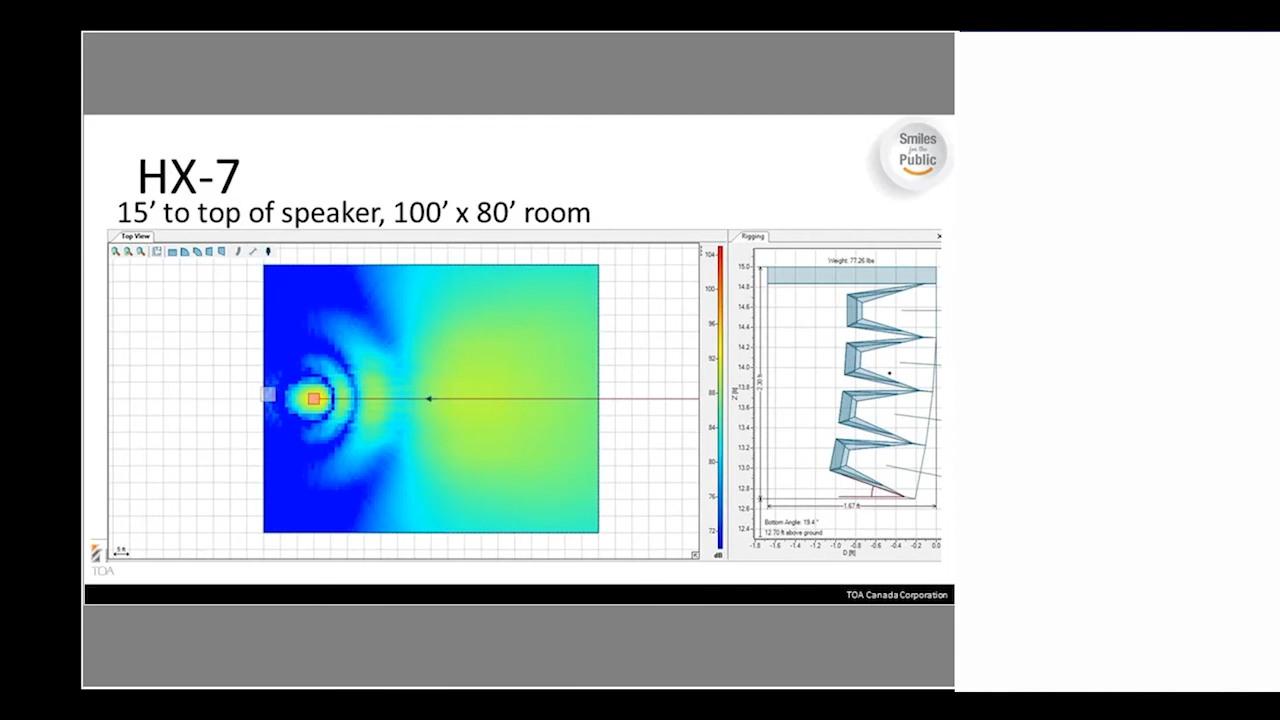 Smiles
for the
Public
HX-7
15’ to top of speaker, 100’ x 80’ room
Top View
Rigging
x
104
100
96
92
88
84
80
76
72
dB
5 ft
Weight: 77.26 lbs
15.0
14.8
14.6
14.4
14.2
14.0
13.8
13.6
13.4
13.2
13.0
12.8
12.6
12.4
Z [ft]
2.30 ft
1.67 ft
Bottom Angle: 19.4 °
12.70 ft above ground
-1.8 -1.6 -1.4 -1.2 -1.0 -0.8 -0.6 -0.4 -0.2 0.0
D [ft]
TOA
TOA Canada Corporation